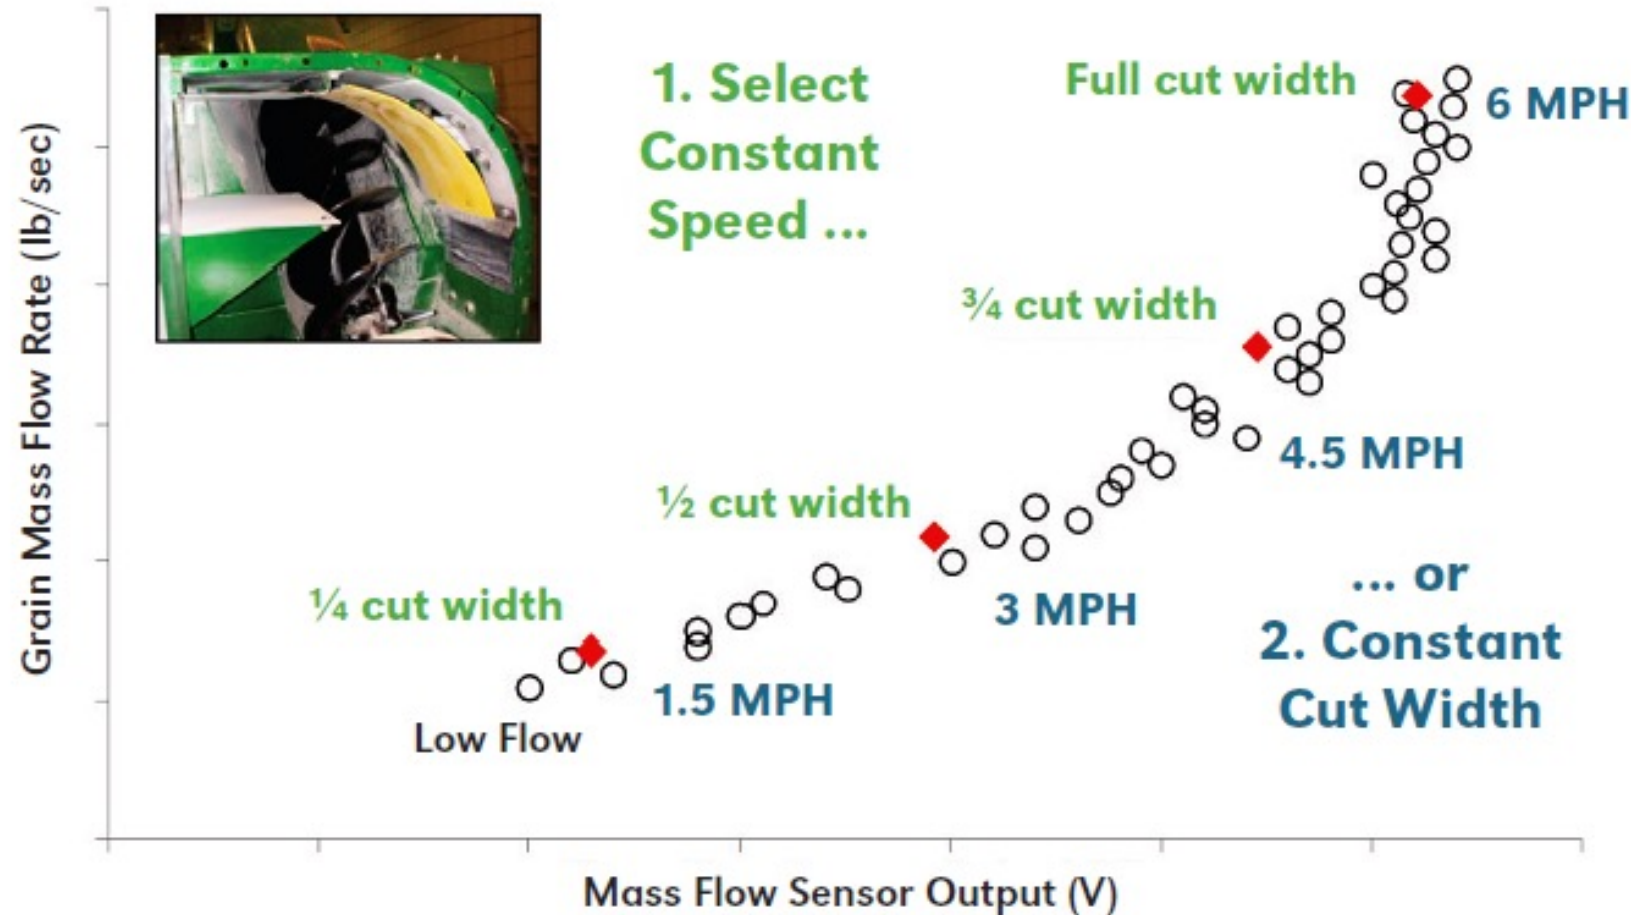 1. Select
Constant
Speed ...
Full cut width
6 MPH
¾ cut width
4.5 MPH
½ cut width
3 MPH
... or
2. Constant
Cut Width
¼ cut width
1.5 MPH
Low Flow
Grain Mass Flow Rate (lb/sec)
Mass Flow Sensor Output (V)